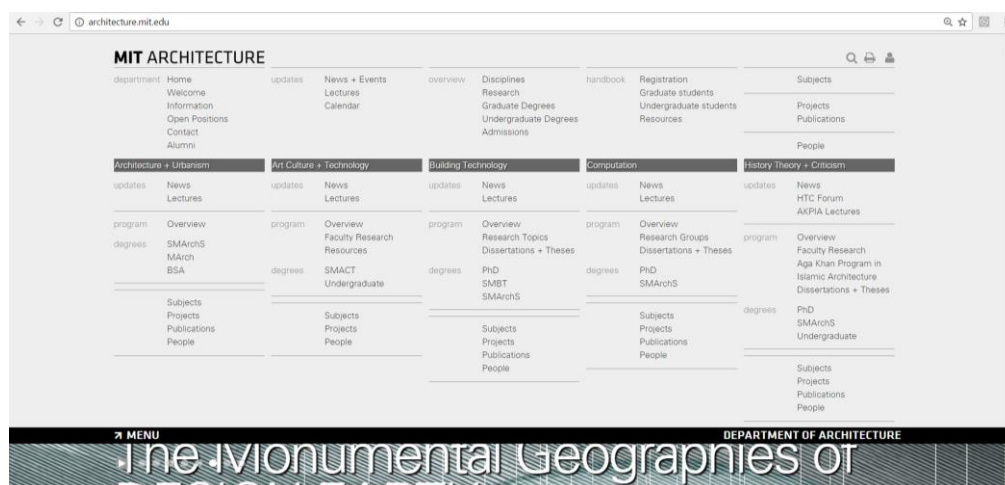 architecture.mit.edu
MIT ARCHITECTURE
department Home
Welcome
Information
Open Positions
Contact
Alumni
updates News + Events
Lectures
Calendar
overview Disciplines
Research
Graduate Degrees
Undergraduate Degrees
Admissions
handbook Registration
Graduate students
Undergraduate students
Resources
Subjects
Projects
Publications
People
Architecture + Urbanism
updates News
Lectures
program Overview
degrees SMArchS
MArch
BSA
Subjects
Projects
Publications
People
Art Culture + Technology
updates News
Lectures
program Overview
Faculty Research
Resources
degrees SMACT
Undergraduate
Subjects
Projects
People
Building Technology
updates News
Lectures
program Overview
Research Topics
Dissertations + Theses
degrees PhD
SMBT
SMArchS
Subjects
Projects
Publications
People
Computation
updates News
Lectures
program Overview
Research Groups
Dissertations + Theses
degrees PhD
SMArchS
Subjects
Projects
Publications
People
History Theory + Criticism
updates News
HTC Forum
AKPIA Lectures
program Overview
Faculty Research
Aga Khan Program in
Islamic Architecture
Dissertations + Theses
degrees PhD
SMArchS
Undergraduate
Subjects
Projects
Publications
People
MENU
DEPARTMENT OF ARCHITECTURE
The Monumental Geographies of